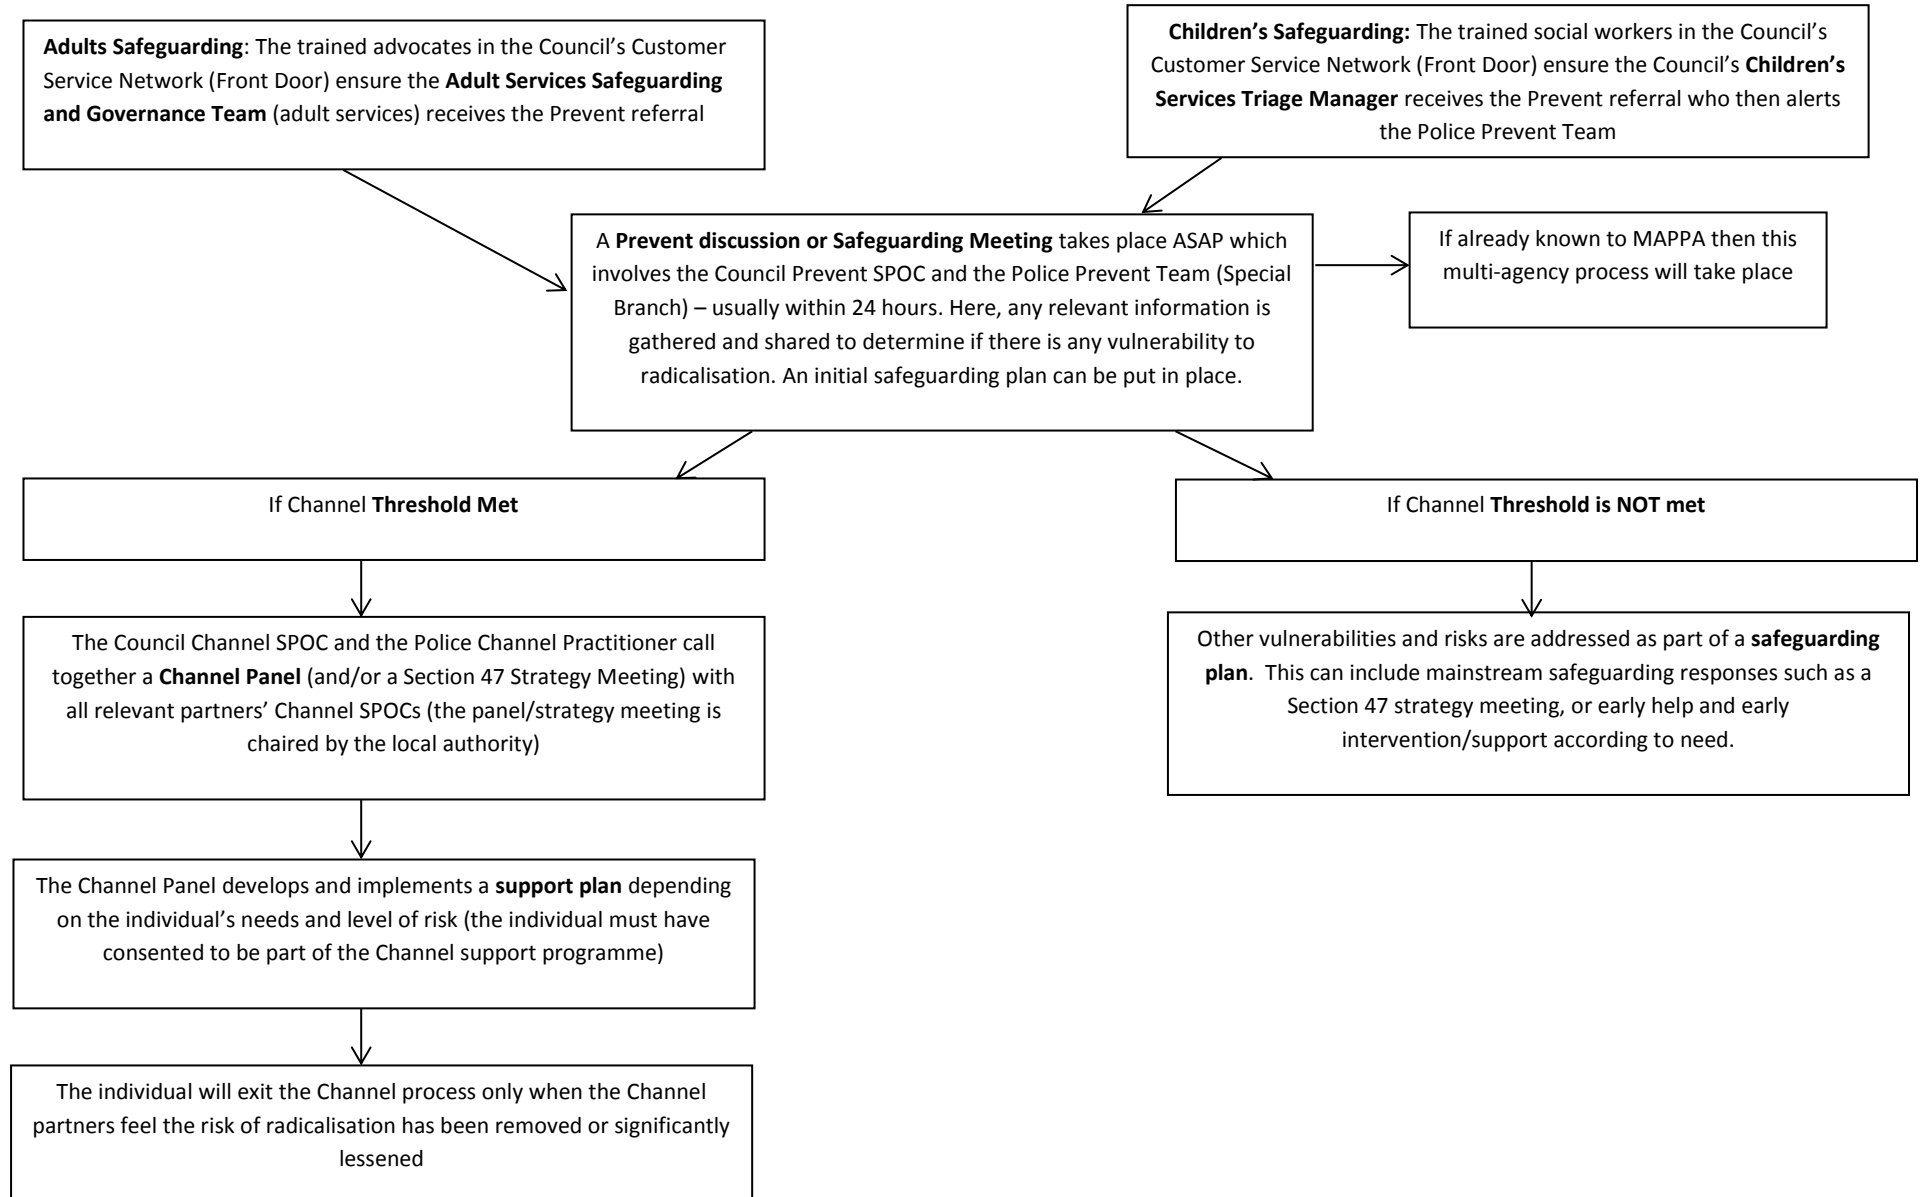 Adults Safeguarding: The trained advocates in the Council’s Customer
Service Network (Front Door) ensure the Adult Services Safeguarding
and Governance Team (adult services) receives the Prevent referral
Children’s Safeguarding: The trained social workers in the Council’s
Customer Service Network (Front Door) ensure the Council’s Children’s
Services Triage Manager receives the Prevent referral who then alerts
the Police Prevent Team
A Prevent discussion or Safeguarding Meeting takes place ASAP which
involves the Council Prevent SPOC and the Police Prevent Team (Special
Branch) – usually within 24 hours. Here, any relevant information is
gathered and shared to determine if there is any vulnerability to
radicalisation. An initial safeguarding plan can be put in place.
If already known to MAPPA then this
multi-agency process will take place
If Channel Threshold Met
If Channel Threshold is NOT met
The Council Channel SPOC and the Police Channel Practitioner call
together a Channel Panel (and/or a Section 47 Strategy Meeting) with
all relevant partners’ Channel SPOCs (the panel/strategy meeting is
chaired by the local authority)
Other vulnerabilities and risks are addressed as part of a safeguarding
plan.  This can include mainstream safeguarding responses such as a
Section 47 strategy meeting, or early help and early
intervention/support according to need.
The Channel Panel develops and implements a support plan depending
on the individual’s needs and level of risk (the individual must have
consented to be part of the Channel support programme)
The individual will exit the Channel process only when the Channel
partners feel the risk of radicalisation has been removed or significantly
lessened